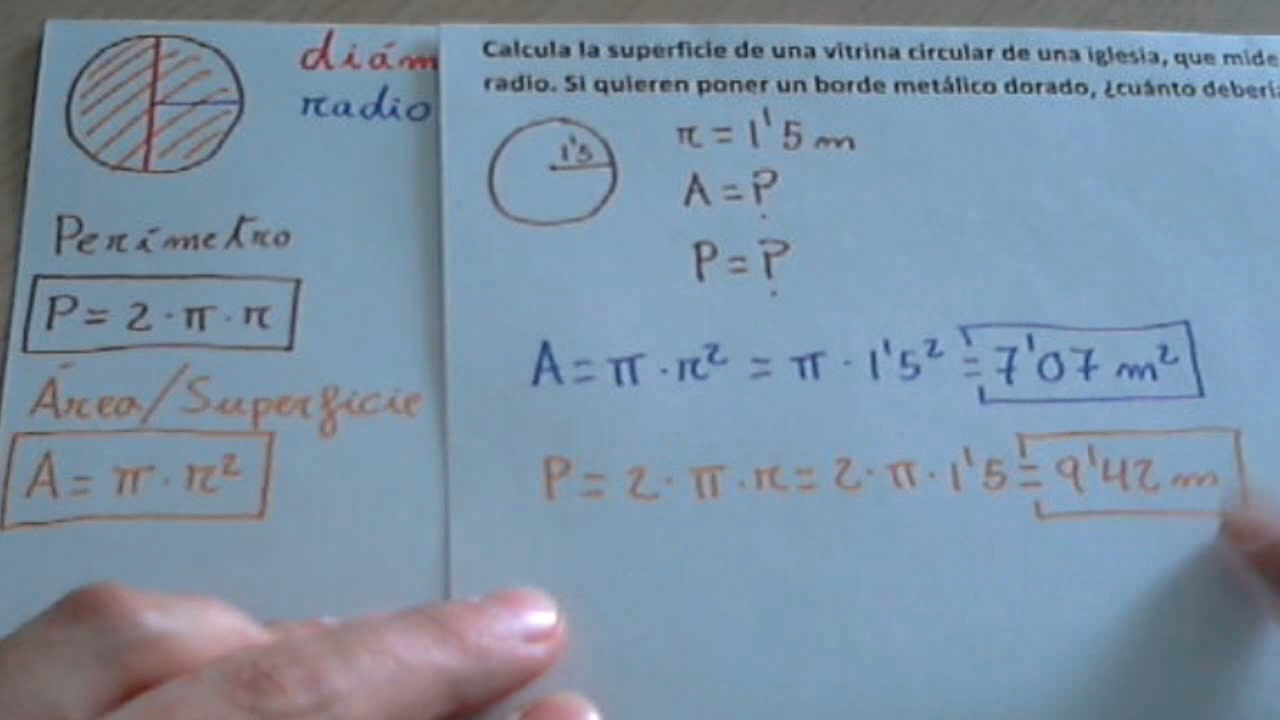 diám
radio
Perímetro
P = 2 · π · r
Área/Superficie
A = π · r²
Calcula la superficie de una vitrina circular de una iglesia, que mide
radio. Si quieren poner un borde metálico dorado, ¿cuánto debería
1'5
r = 1'5 m
A = ?
P = ?
A = π · r² = π · 1'5² = 7'07 m²
P = 2 · π · r = 2 · π · 1'5 = 9'42 m